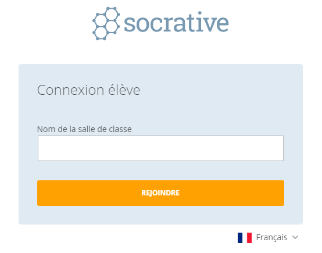 socrative
Connexion élève
Nom de la salle de classe
REJOINDRE
Français